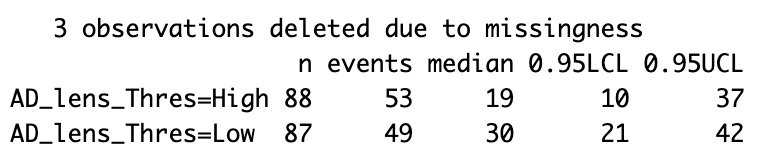 3 observations deleted due to missingness
n events median 0.95LCL 0.95UCL
AD_lens_Thres=High 88 53 19 10 37
AD_lens_Thres=Low 87 49 30 21 42